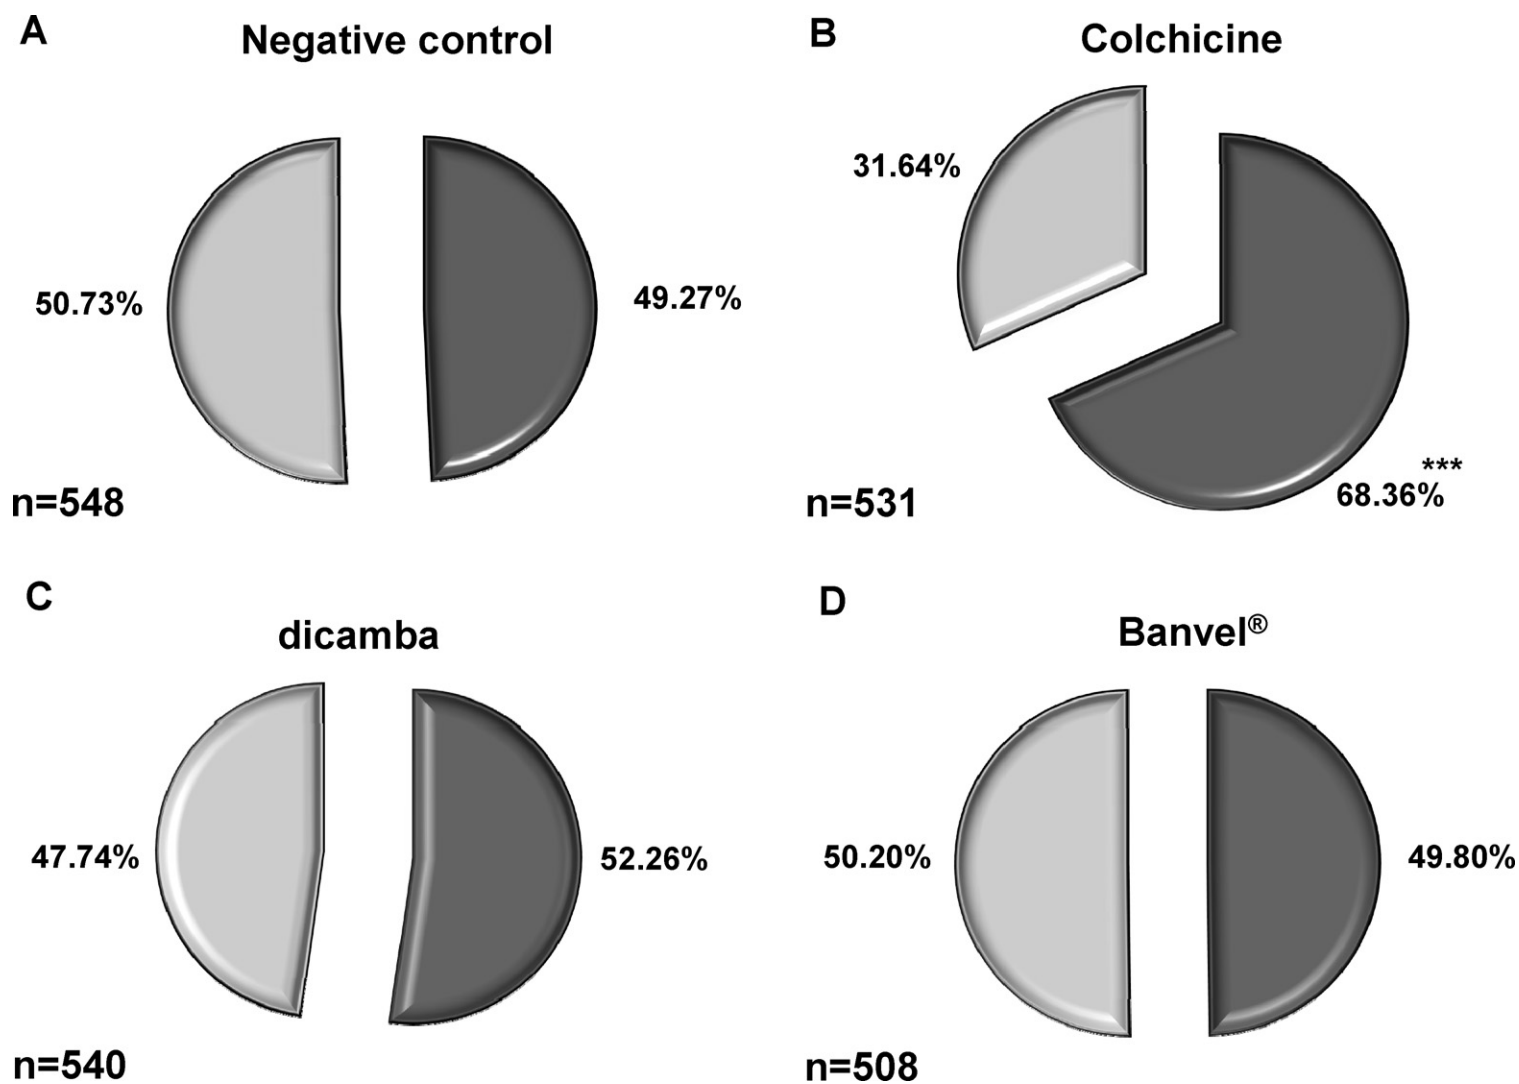 A
Negative control
50.73%
49.27%
n=548
B
Colchicine
31.64%
***
68.36%
n=531
C
dicamba
47.74%
52.26%
n=540
D
Banvel®
50.20%
49.80%
n=508